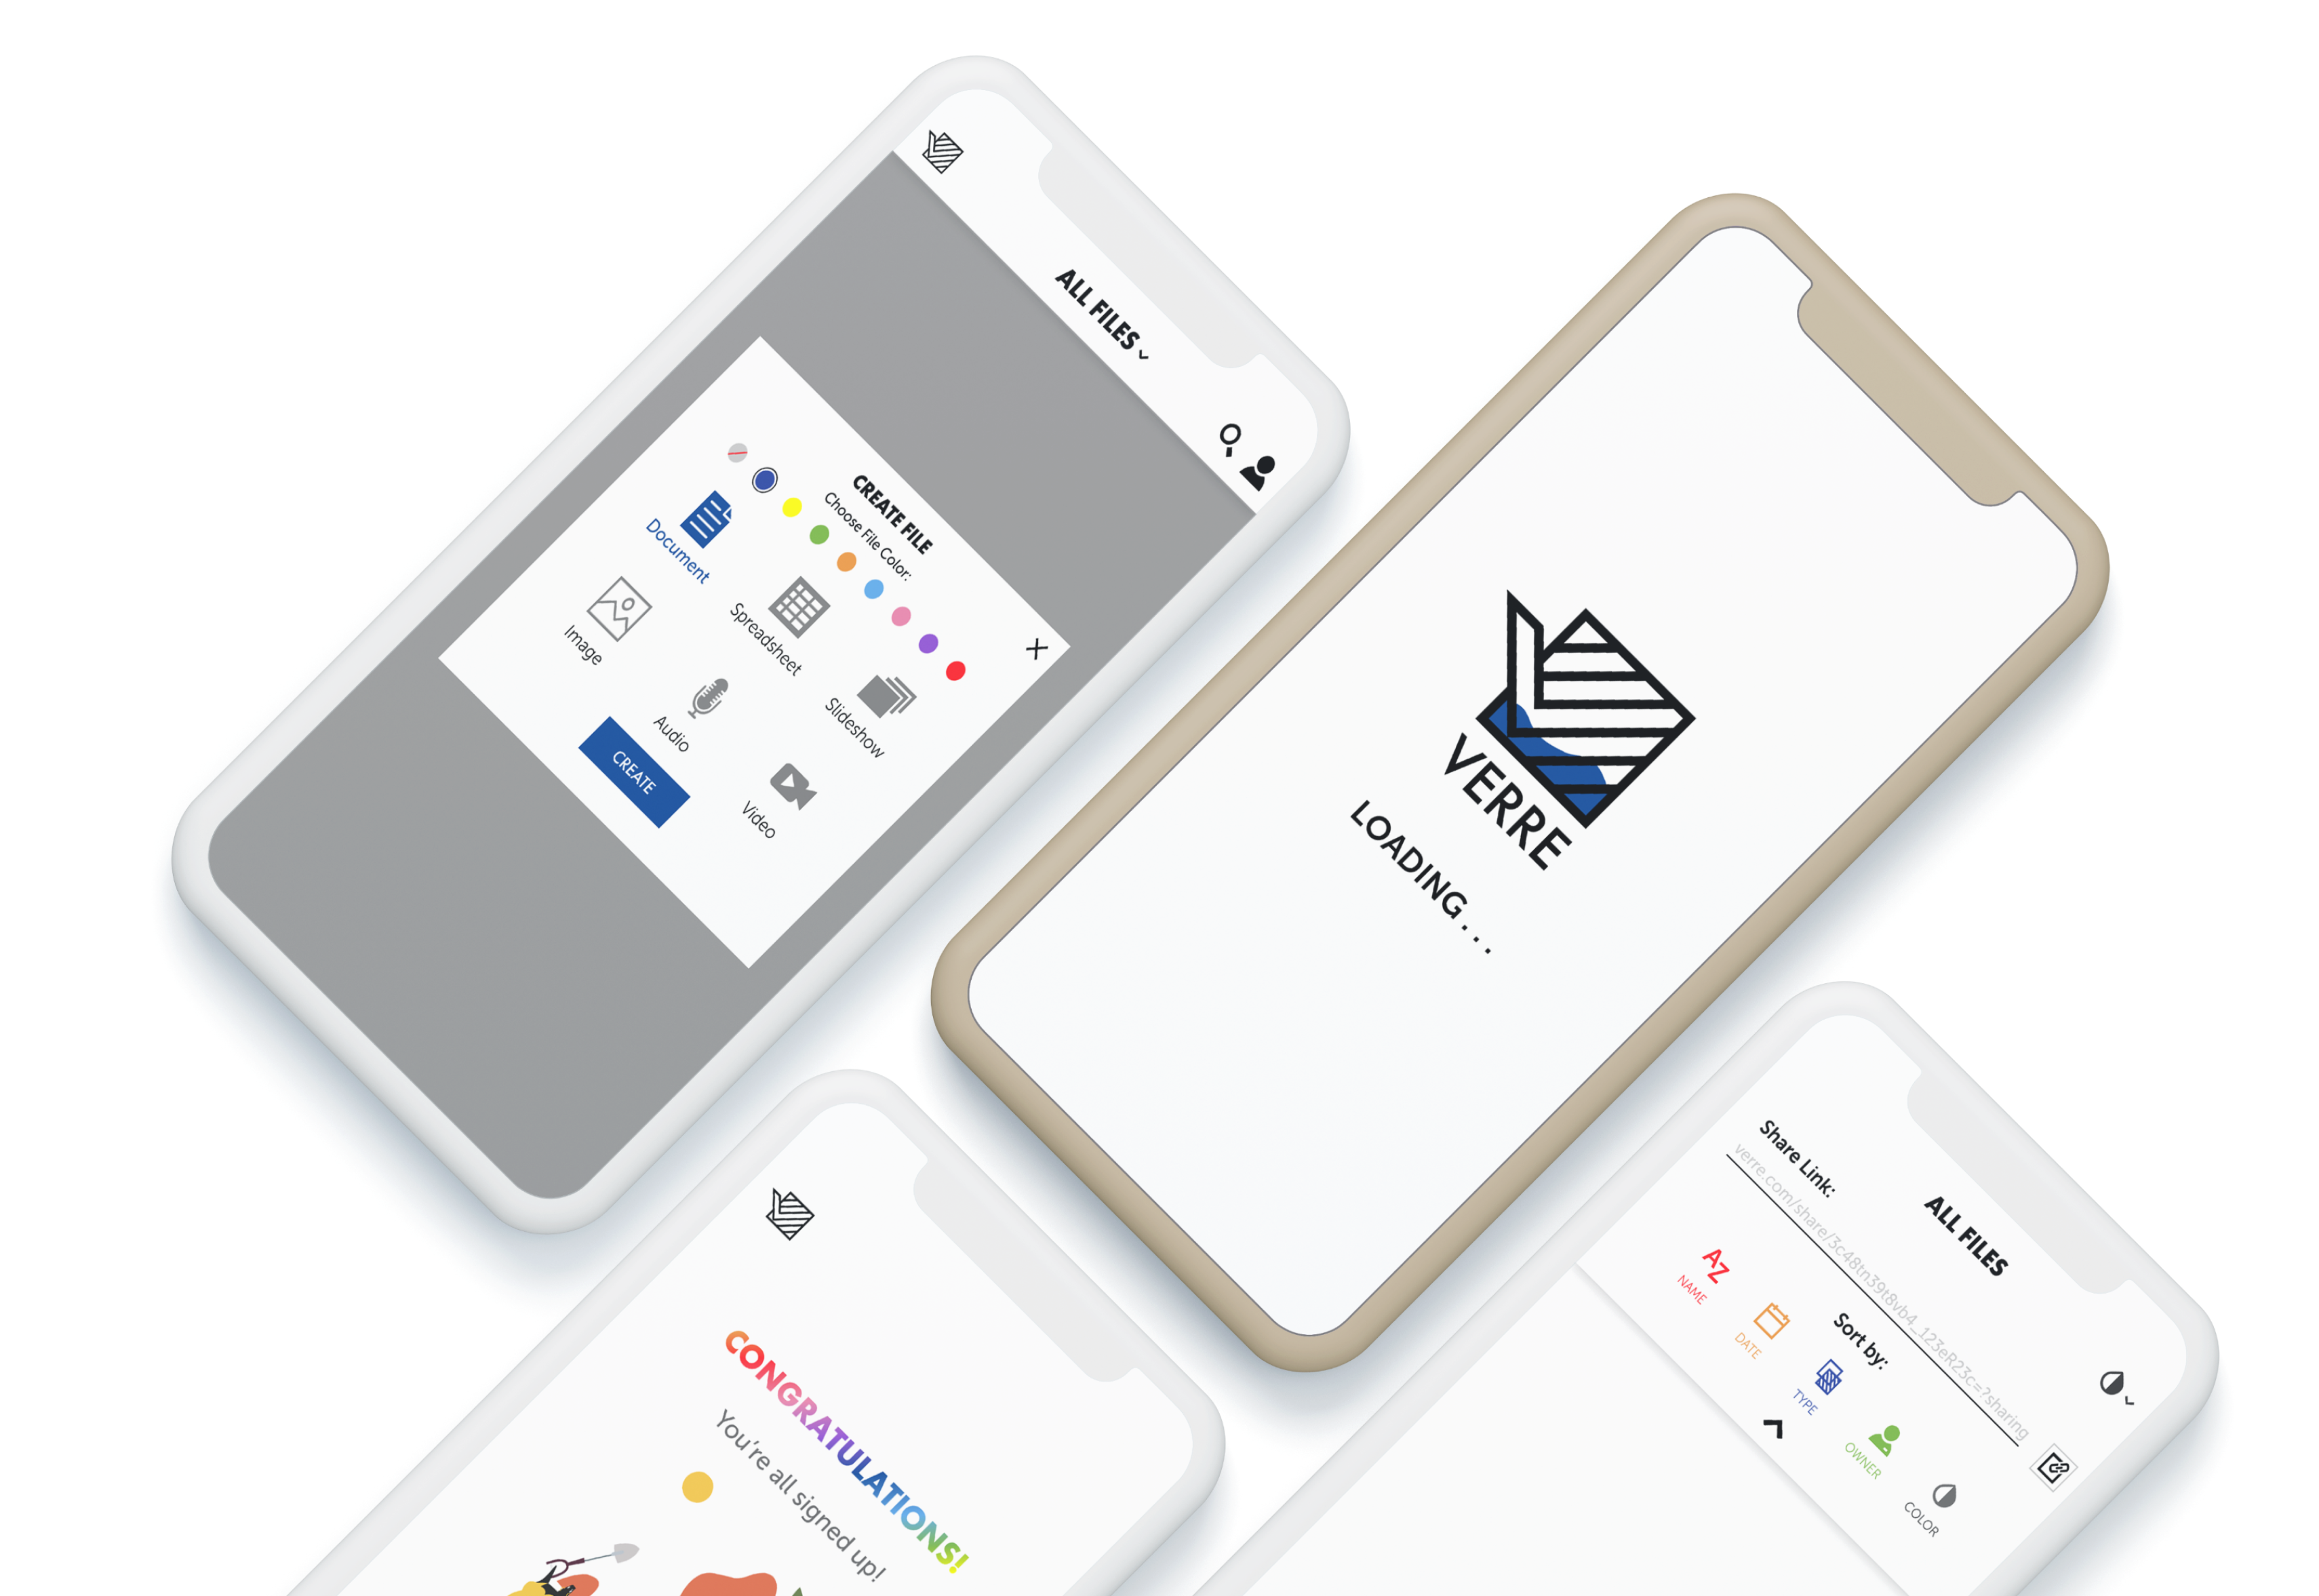 ALL FILES
CREATE FILE
Choose File Color:
Document
Spreadsheet
Slideshow
Image
Audio
Video
CREATE
VERRE
LOADING . . .
CONGRATULATIONS!
You're all signed up!
ALL FILES
Share Link:
verre.com/share/3c48tn39t8vb4_123eR23c=?sharing
Sort by:
AZ
NAME
DATE
TYPE
OWNER
COLOR